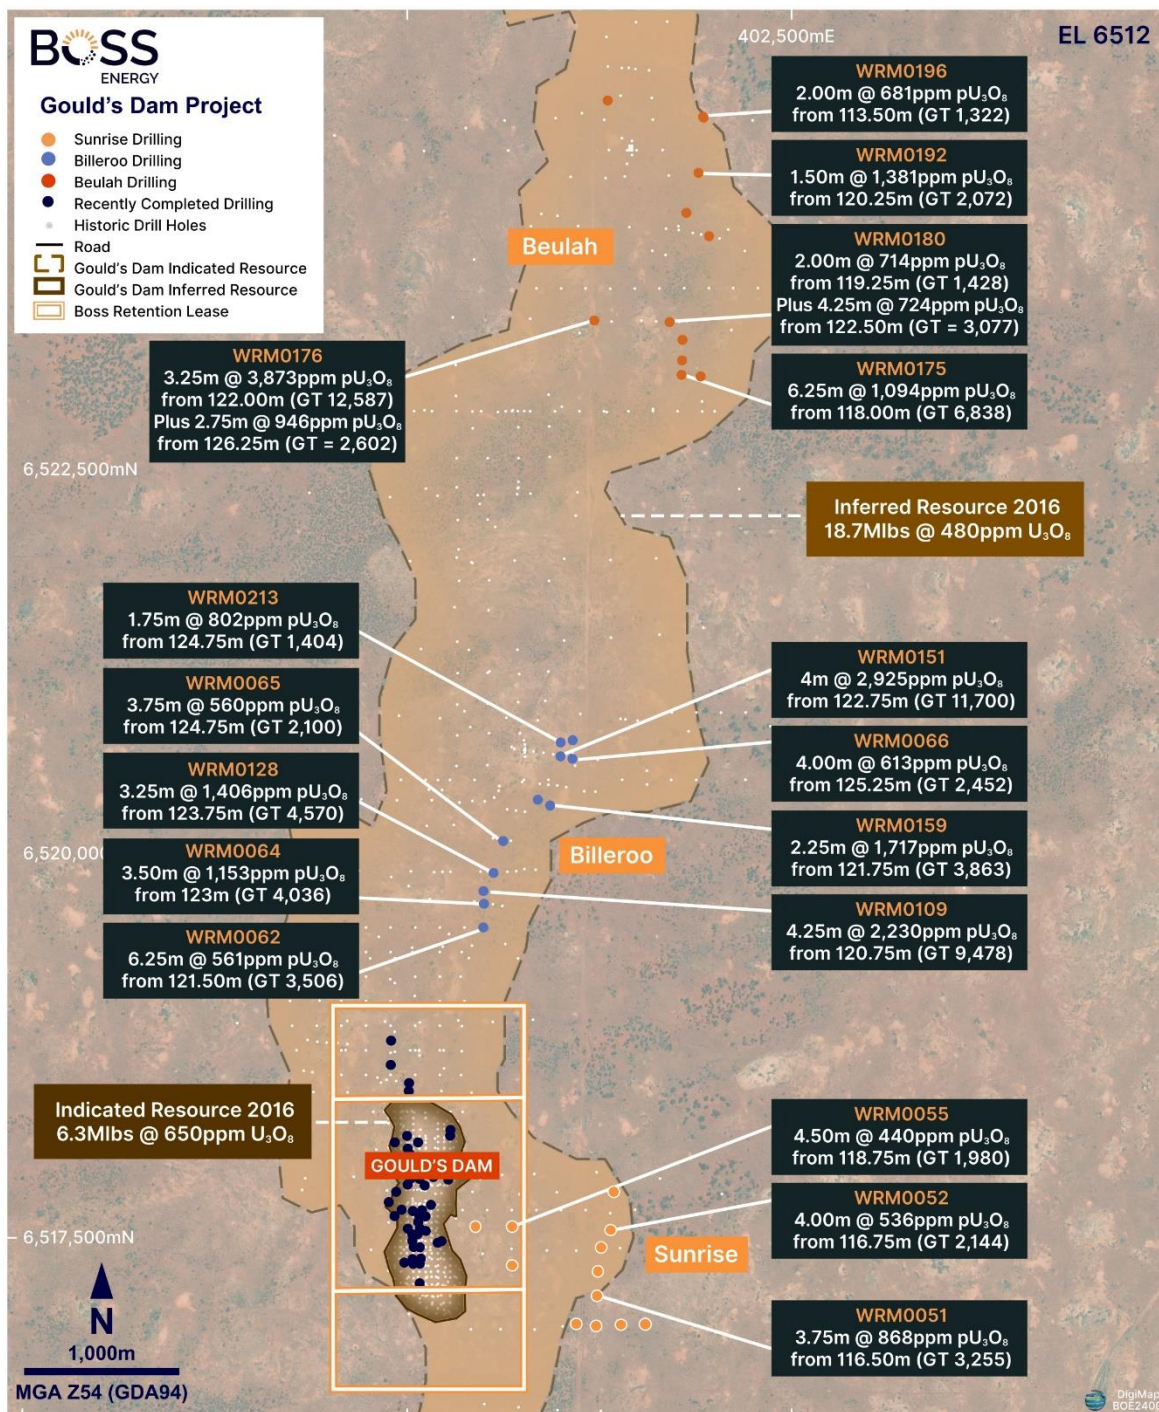 BOSS
ENERGY
Gould's Dam Project
Sunrise Drilling
Billeroo Drilling
Beulah Drilling
Recently Completed Drilling
Historic Drill Holes
Road
Gould's Dam Indicated Resource
Gould's Dam Inferred Resource
Boss Retention Lease
402,500mE
EL 6512
WRM0196
2.00m @ 681ppm pU₃O₈
from 113.50m (GT 1,322)
WRM0192
1.50m @ 1,381ppm pU₃O₈
from 120.25m (GT 2,072)
Beulah
WRM0180
2.00m @ 714ppm pU₃O₈
from 119.25m (GT 1,428)
Plus 4.25m @ 724ppm pU₃O₈
from 122.50m (GT = 3,077)
WRM0176
3.25m @ 3,873ppm pU₃O₈
from 122.00m (GT 12,587)
Plus 2.75m @ 946ppm pU₃O₈
from 126.25m (GT = 2,602)
WRM0175
6.25m @ 1,094ppm pU₃O₈
from 118.00m (GT 6,838)
6,522,500mN
Inferred Resource 2016
18.7Mlbs @ 480ppm U₃O₈
WRM0213
1.75m @ 802ppm pU₃O₈
from 124.75m (GT 1,404)
WRM0065
3.75m @ 560ppm pU₃O₈
from 124.75m (GT 2,100)
WRM0128
3.25m @ 1,406ppm pU₃O₈
from 123.75m (GT 4,570)
6,520,000
WRM0064
3.50m @ 1,153ppm pU₃O₈
from 123m (GT 4,036)
WRM0062
6.25m @ 561ppm pU₃O₈
from 121.50m (GT 3,506)
WRM0151
4m @ 2,925ppm pU₃O₈
from 122.75m (GT 11,700)
WRM0066
4.00m @ 613ppm pU₃O₈
from 125.25m (GT 2,452)
Billeroo
WRM0159
2.25m @ 1,717ppm pU₃O₈
from 121.75m (GT 3,863)
WRM0109
4.25m @ 2,230ppm pU₃O₈
from 120.75m (GT 9,478)
Indicated Resource 2016
6.3Mlbs @ 650ppm U₃O₈
GOULD'S DAM
WRM0055
4.50m @ 440ppm pU₃O₈
from 118.75m (GT 1,980)
WRM0052
4.00m @ 536ppm pU₃O₈
from 116.75m (GT 2,144)
Sunrise
6,517,500mN
WRM0051
3.75m @ 868ppm pU₃O₈
from 116.50m (GT 3,255)
N
1,000m
MGA Z54 (GDA94)
DigiMap
BOE2400